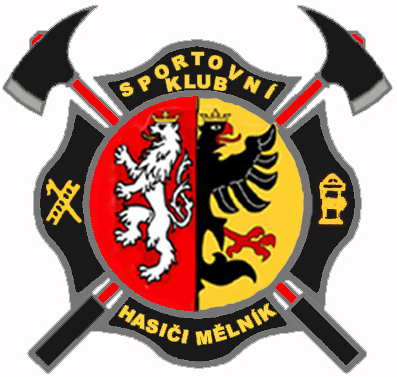 SPORTOVNÍ
KLUB
HASIČI MĚLNÍK